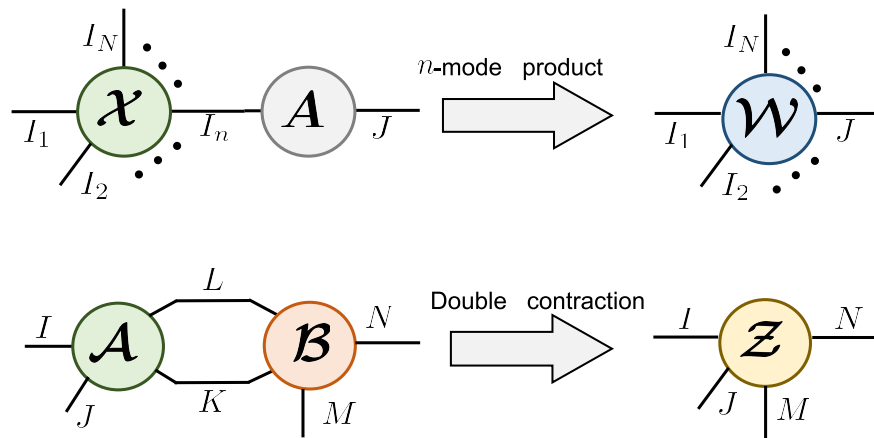 I_N I_N
n-mode product
𝓧 A 𝓦
I_1 I_n J I_1 J
I_2 I_2
L
Double contraction
I N I N
𝓐 𝓑 𝓩
J K M J M